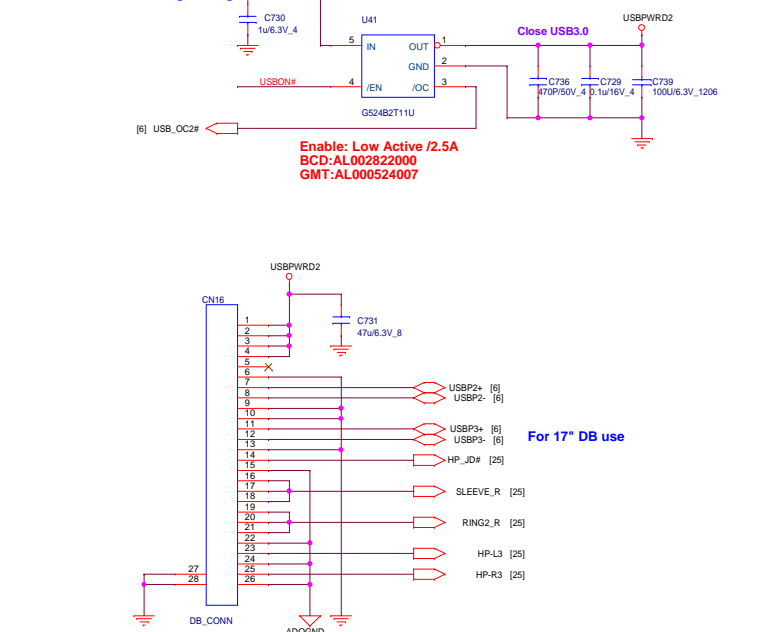 C730
1u/6.3V_4
U41
5 IN OUT 1
GND 2
USBON# 4 /EN /OC 3
G524B2T11U
Close USB3.0
USBPWRD2
C736
470P/50V_4
C729
0.1u/16V_4
C739
100U/6.3V_1206
[6] USB_OC2#
Enable: Low Active /2.5A
BCD:AL002822000
GMT:AL000524007
USBPWRD2
CN16
C731
47u/6.3V_8
1
2
3
4
5
6
7 USBP2+ [6]
8 USBP2- [6]
9
10
11 USBP3+ [6]
12 USBP3- [6]
13
14 HP_JD# [25]
15
16
17 SLEEVE_R [25]
18
19
20 RING2_R [25]
21
22
23 HP-L3 [25]
24
25 HP-R3 [25]
26
27
28
For 17" DB use
DB_CONN
ADOGND